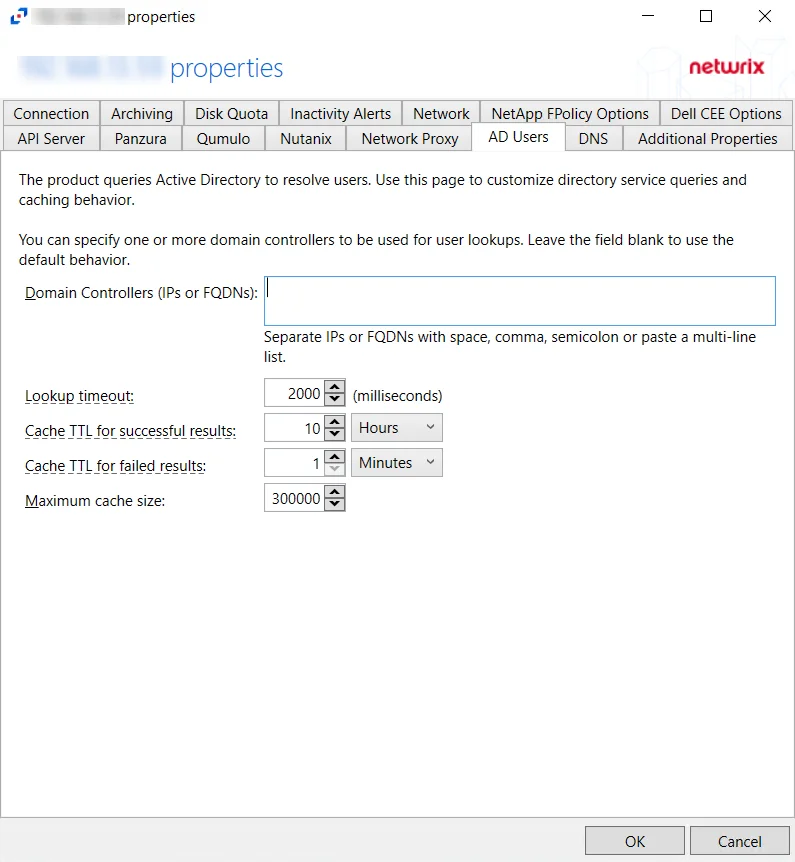 properties
properties
netwrix
Connection Archiving Disk Quota Inactivity Alerts Network NetApp FPolicy Options Dell CEE Options
API Server Panzura Qumulo Nutanix Network Proxy AD Users DNS Additional Properties
The product queries Active Directory to resolve users. Use this page to customize directory service queries and
caching behavior.
You can specify one or more domain controllers to be used for user lookups. Leave the field blank to use the
default behavior.
Domain Controllers (IPs or FQDNs):
Separate IPs or FQDNs with space, comma, semicolon or paste a multi-line
list.
Lookup timeout: 2000 (milliseconds)
Cache TTL for successful results: 10 Hours
Cache TTL for failed results: 1 Minutes
Maximum cache size: 300000
OK Cancel